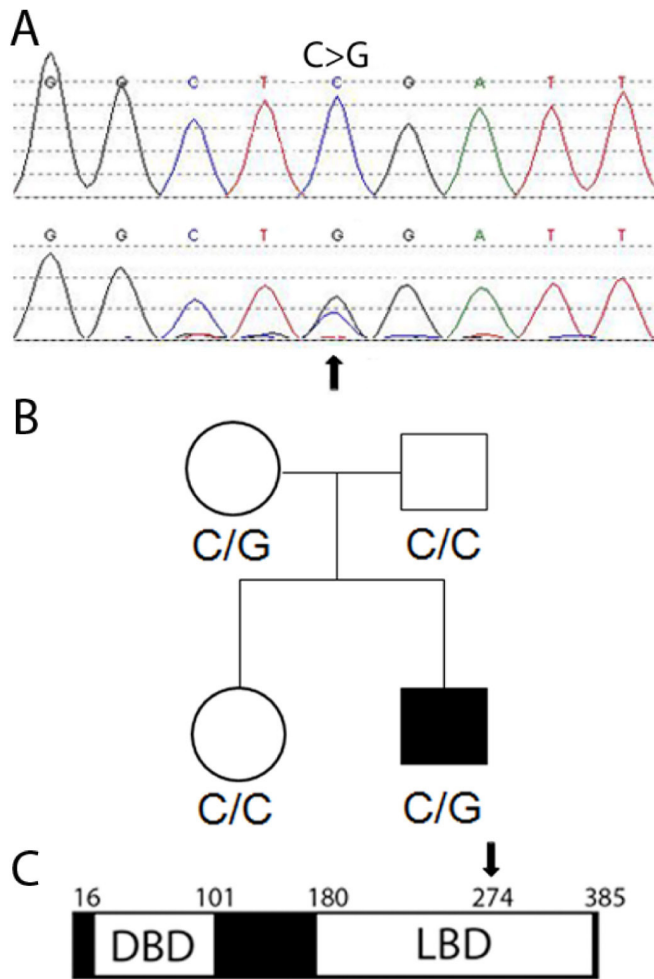 A
C>G
G G C T C G A T T
G G C T G G A T T
B
C/G C/C
C/C C/G
C
16 101 180 274 385
DBD LBD